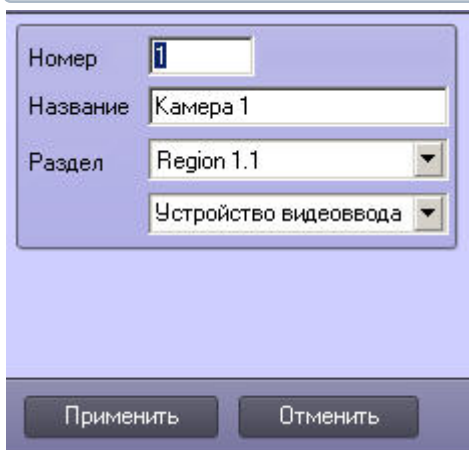 Номер 1
Название Камера 1
Раздел Region 1.1
Устройство видеоввода
Применить Отменить